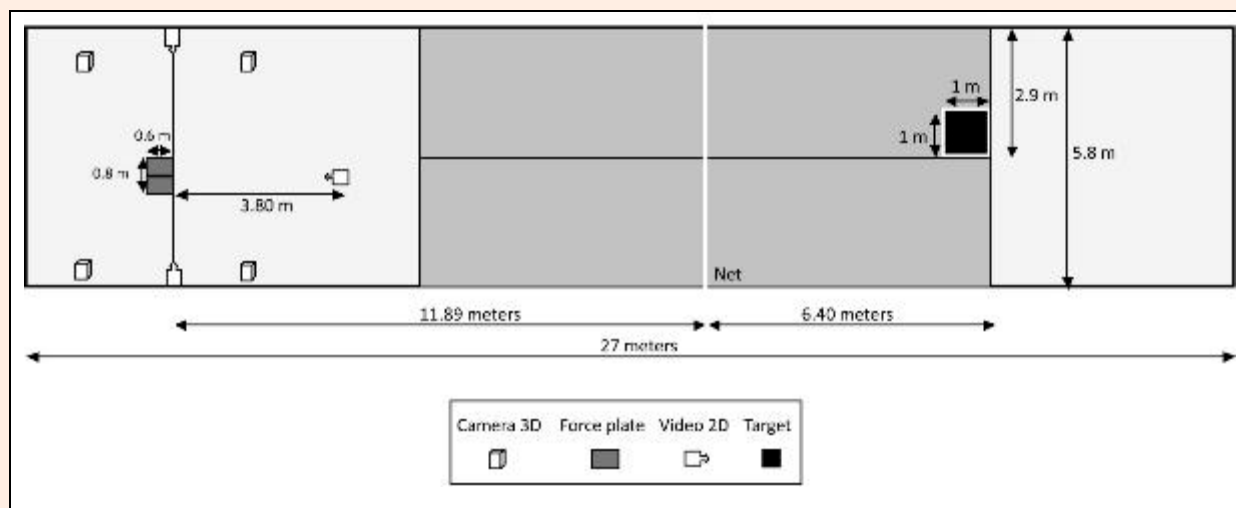 1 m
2.9 m
0.6 m
1 m
0.8 m
5.8 m
3.80 m
Net
11.89 meters
6.40 meters
27 meters
Camera 3D
Force plate
Video 2D
Target